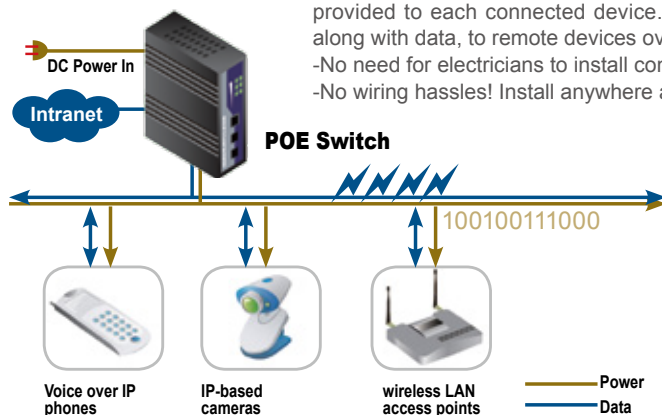 provided to each connected device.
along with data, to remote devices
-No need for electricians to install
-No wiring hassles! Install anywhere
DC Power In
Intranet
POE Switch
100100111000
Voice over IP
phones
IP-based
cameras
wireless LAN
access points
Power
Data